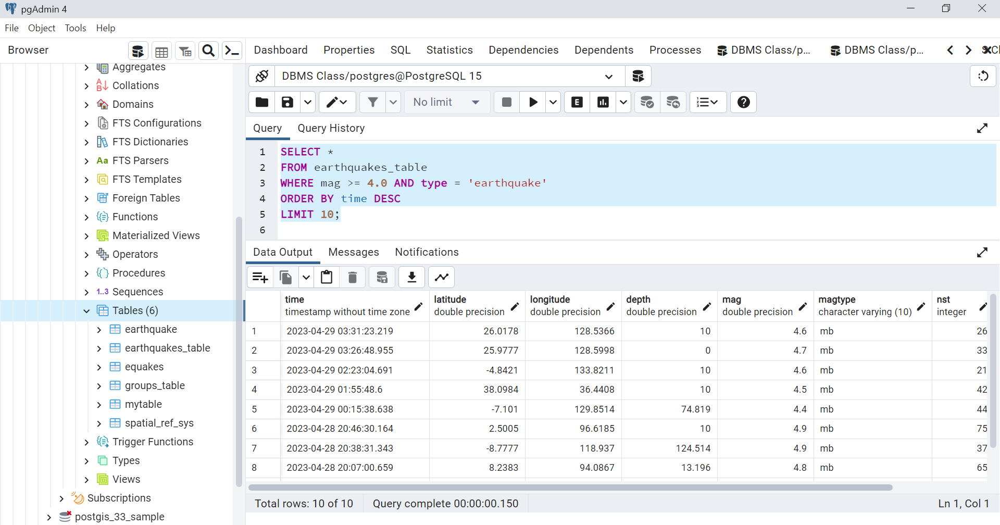 pgAdmin 4
File Object Tools Help
Browser
Dashboard Properties SQL Statistics Dependencies Dependents Processes DBMS Class/p... DBMS Class/p...
Aggregates
Collations
Domains
FTS Configurations
FTS Dictionaries
Aa FTS Parsers
FTS Templates
Foreign Tables
Functions
Materialized Views
Operators
Procedures
1..3 Sequences
Tables (6)
earthquake
earthquakes_table
equakes
groups_table
mytable
spatial_ref_sys
Trigger Functions
Types
Views
Subscriptions
postgis_33_sample
DBMS Class/postgres@PostgreSQL 15
No limit
E
Query Query History
1 SELECT *
2 FROM earthquakes_table
3 WHERE mag >= 4.0 AND type = 'earthquake'
4 ORDER BY time DESC
5 LIMIT 10;
6
Data Output Messages Notifications
time latitude longitude depth mag magtype nst
timestamp without time zone double precision double precision double precision double precision character varying (10) integer
1 2023-04-29 03:31:23.219 26.0178 128.5366 10 4.6 mb 26
2 2023-04-29 03:26:48.955 25.9777 128.5998 0 4.7 mb 33
3 2023-04-29 02:23:04.691 -4.8421 133.8211 10 4.6 mb 21
4 2023-04-29 01:55:48.6 38.0984 36.4408 10 4.5 mb 42
5 2023-04-29 00:15:38.638 -7.101 129.8514 74.819 4.4 mb 44
6 2023-04-28 20:46:30.164 2.5005 96.6185 10 4.9 mb 75
7 2023-04-28 20:38:31.343 -8.7777 118.937 124.514 4.9 mb 37
8 2023-04-28 20:07:00.659 8.2383 94.0867 13.196 4.8 mb 65
Total rows: 10 of 10 Query complete 00:00:00.150 Ln 1, Col 1